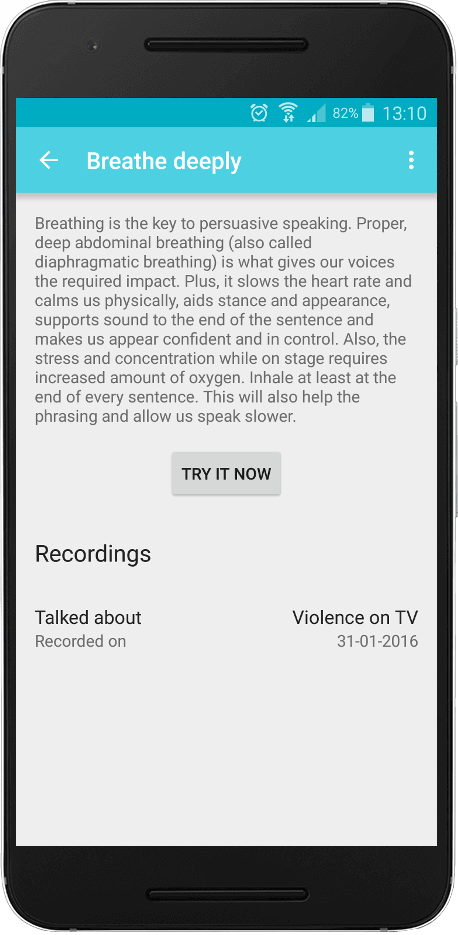 82% 13:10
Breathe deeply
Breathing is the key to persuasive speaking. Proper,
deep abdominal breathing (also called
diaphragmatic breathing) is what gives our voices
the required impact. Plus, it slows the heart rate and
calms us physically, aids stance and appearance,
supports sound to the end of the sentence and
makes us appear confident and in control. Also, the
stress and concentration while on stage requires
increased amount of oxygen. Inhale at least at the
end of every sentence. This will also help the
phrasing and allow us speak slower.
TRY IT NOW
Recordings
Talked about Violence on TV
Recorded on 31-01-2016